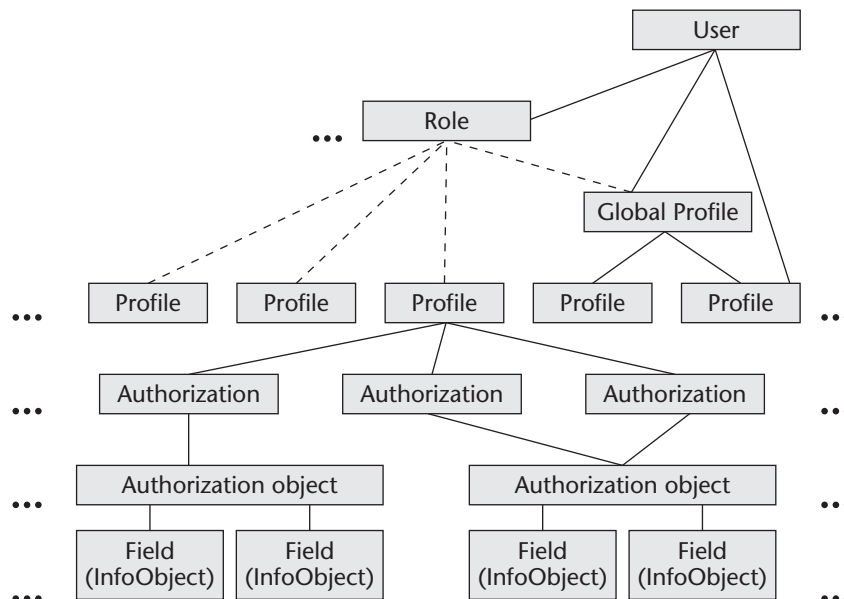 User
Role
...
Global Profile
... Profile Profile Profile Profile Profile ..
... Authorization Authorization Authorization ..
... Authorization object Authorization object ..
Field Field Field Field
... (InfoObject) (InfoObject) (InfoObject) (InfoObject) ..